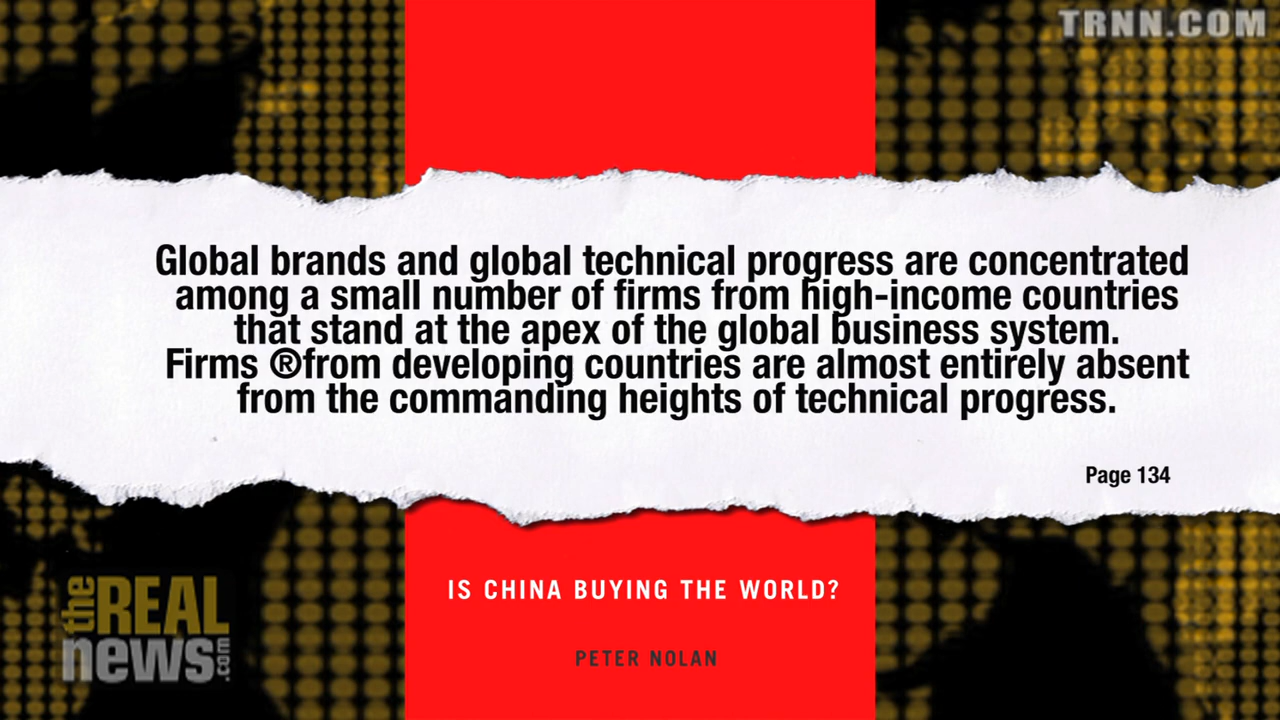 TRNN.COM
Global brands and global technical progress are concentrated
among a small number of firms from high-income countries
that stand at the apex of the global business system.
Firms ®from developing countries are almost entirely absent
from the commanding heights of technical progress.
Page 134
IS CHINA BUYING THE WORLD?
PETER NOLAN
the REAL
news.com